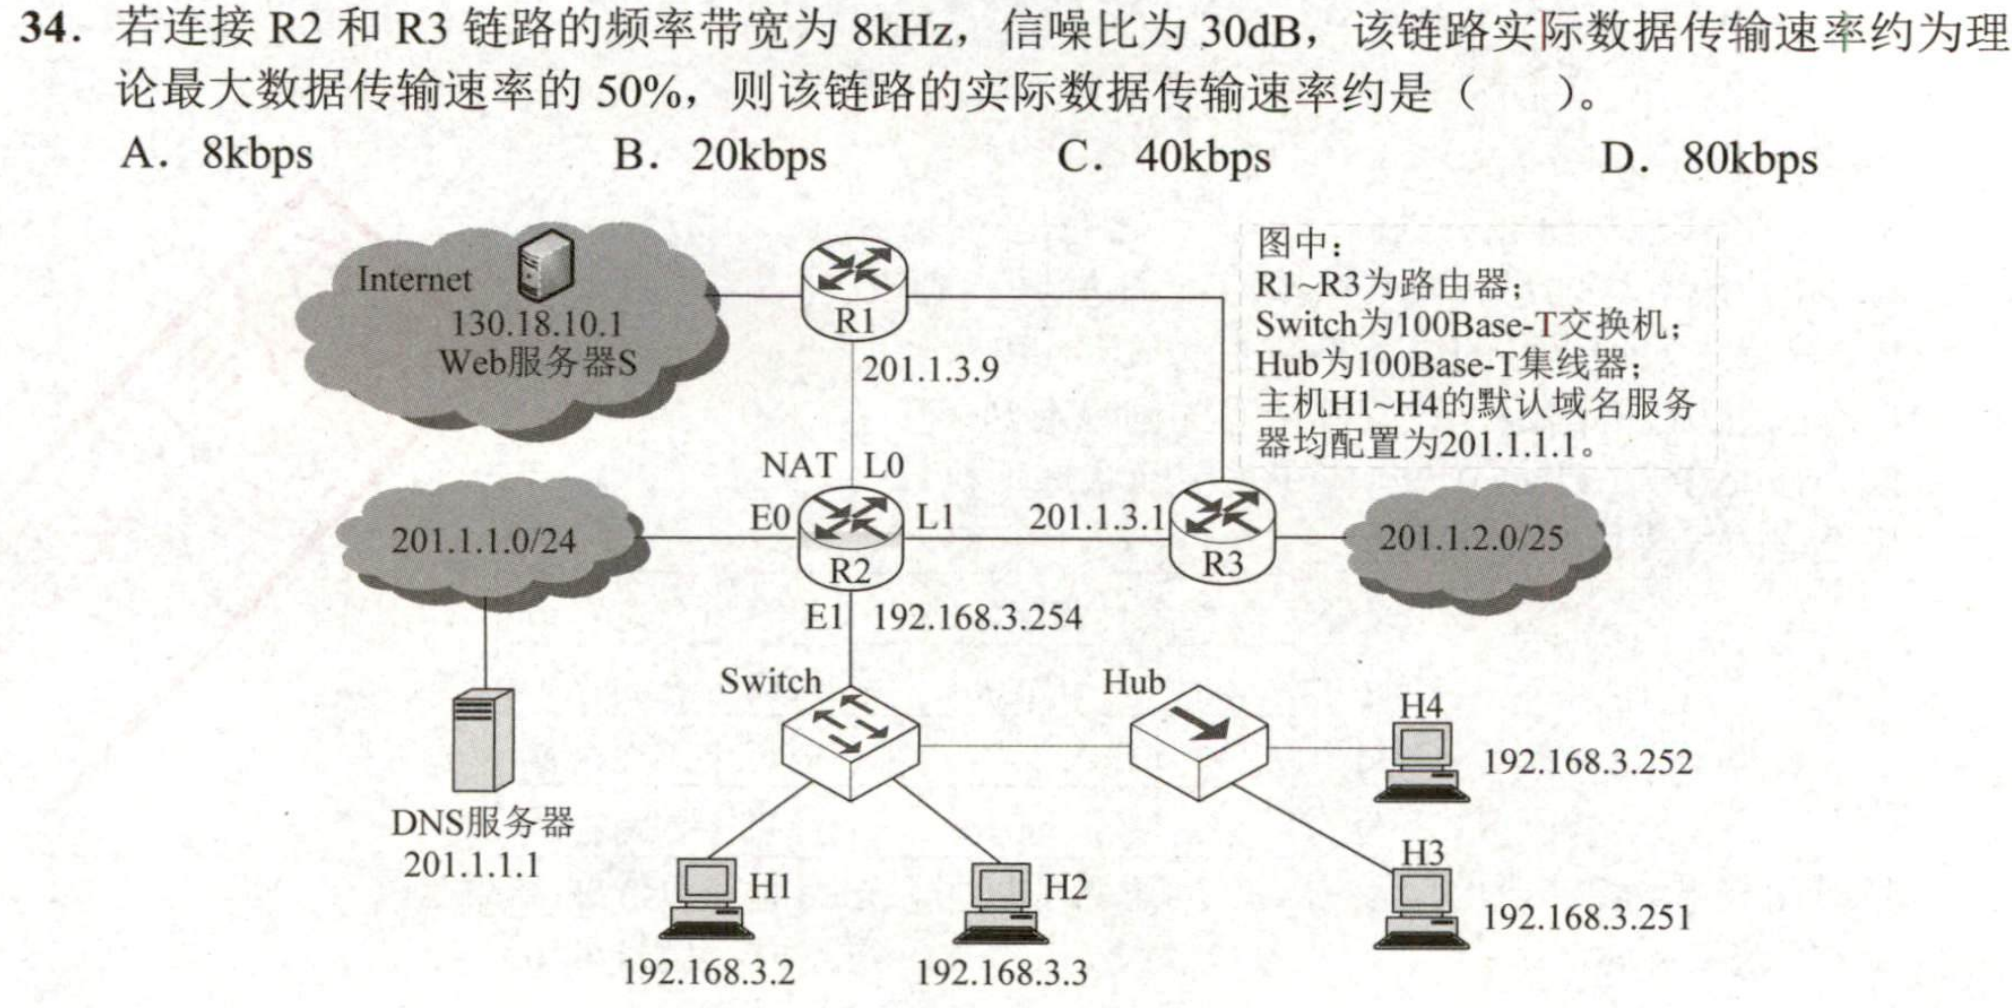 34. 若连接 R2 和 R3 链路的频率带宽为 8kHz，信噪比为 30dB，该链路实际数据传输速率约为理
论最大数据传输速率的 50%，则该链路的实际数据传输速率约是（　　）。
A. 8kbps B. 20kbps C. 40kbps D. 80kbps
Internet
130.18.10.1
Web服务器S
R1
201.1.3.9
图中：
R1~R3为路由器；
Switch为100Base-T交换机；
Hub为100Base-T集线器；
主机H1~H4的默认域名服务
器均配置为201.1.1.1。
NAT L0
201.1.1.0/24
E0
L1
201.1.3.1
201.1.2.0/25
R2
R3
E1 192.168.3.254
Switch
Hub
H4
192.168.3.252
DNS服务器
201.1.1.1
H1
H2
H3
192.168.3.251
192.168.3.2
192.168.3.3